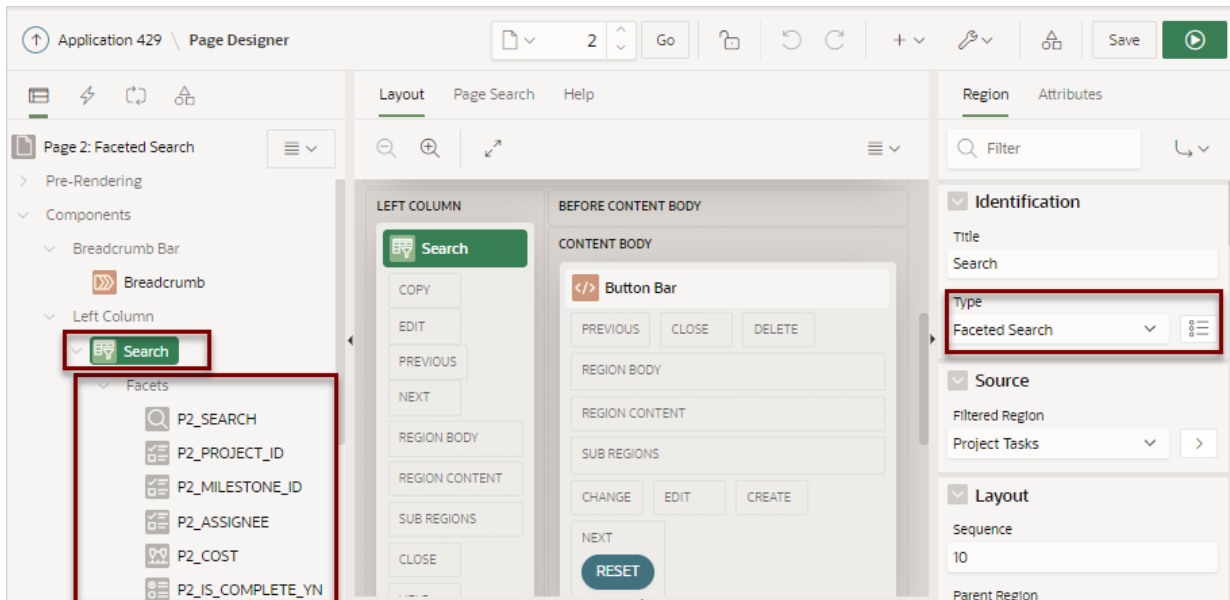 Application 429 \ Page Designer
2
Go
Save
Layout Page Search Help
Region Attributes
Page 2: Faceted Search
Filter
Pre-Rendering
Components
Breadcrumb Bar
Breadcrumb
Left Column
Search
Facets
P2_SEARCH
P2_PROJECT_ID
P2_MILESTONE_ID
P2_ASSIGNEE
P2_COST
P2_IS_COMPLETE_YN
LEFT COLUMN
Search
COPY
EDIT
PREVIOUS
NEXT
REGION BODY
REGION CONTENT
SUB REGIONS
CLOSE
BEFORE CONTENT BODY
CONTENT BODY
</> Button Bar
PREVIOUS CLOSE DELETE
REGION BODY
REGION CONTENT
SUB REGIONS
CHANGE EDIT CREATE
NEXT
RESET
Identification
Title
Search
Type
Faceted Search
Source
Filtered Region
Project Tasks
Layout
Sequence
10
Parent Region